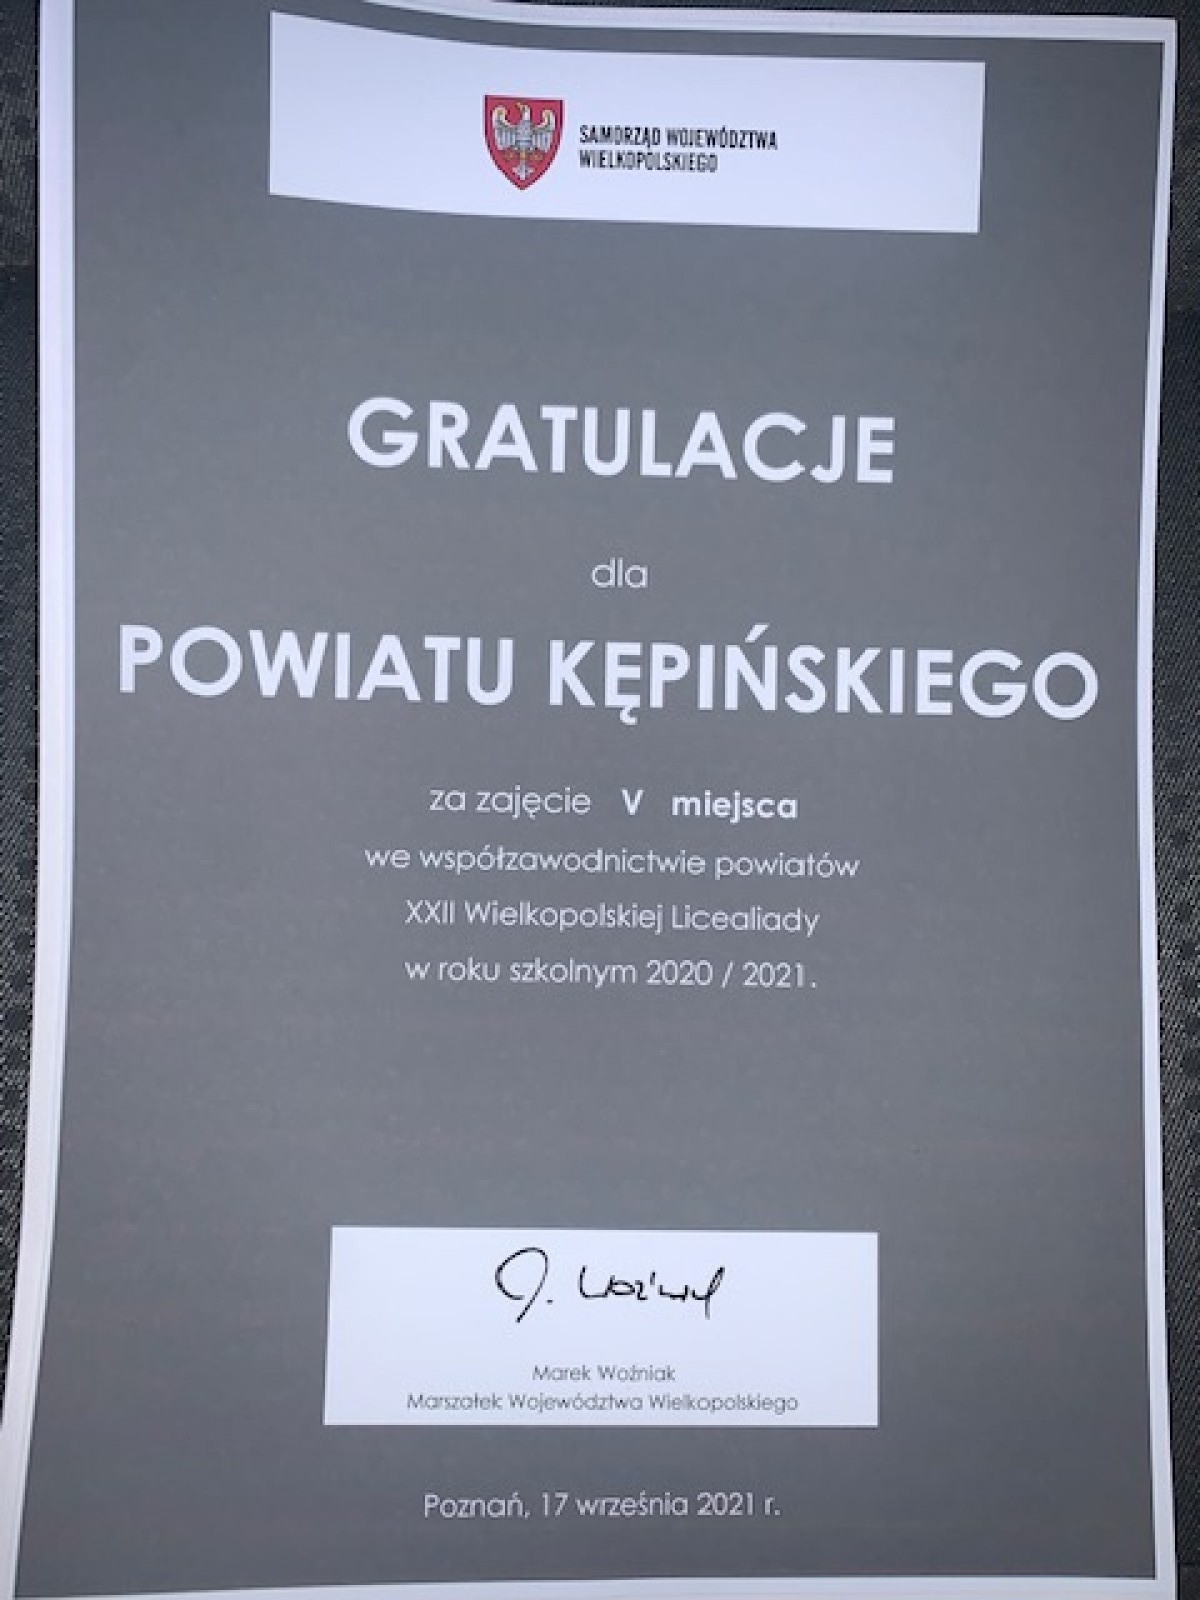 SAMORZĄD WOJEWÓDZTWA
WIELKOPOLSKIEGO
GRATULACJE
dla
POWIATU KĘPIŃSKIEGO
za zajęcie V miejsca
we współzawodnictwie powiatów
XXII Wielkopolskiej Licealiady
w roku szkolnym 2020 / 2021.
Marek Woźniak
Marszałek Województwa Wielkopolskiego
Poznań, 17 września 2021 r.